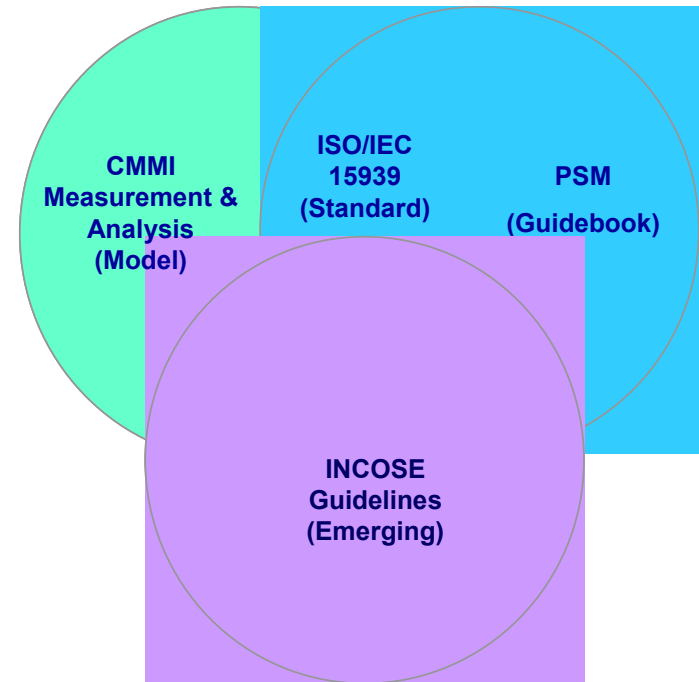 CMMI
Measurement &
Analysis
(Model)
ISO/IEC
15939
(Standard)
PSM
(Guidebook)
INCOSE
Guidelines
(Emerging)